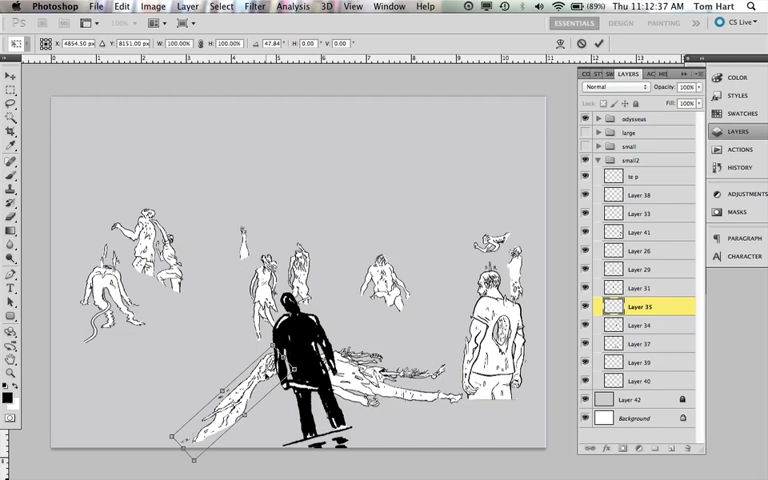 Photoshop File Edit Image Layer Select Filter Analysis 3D View Window Help (89%) Thu 11:12:37 AM Tom Hart
Ps 100% ESSENTIALS DESIGN PAINTING CS Live
X: 4854.50 px Y: 8151.00 px W: 100.00% H: 100.00% 47.84 H: 0.00 V: 0.00
LAYERS
Normal Opacity: 100%
Lock: Fill: 100%
odysseus
large
small
small2
te p
Layer 38
Layer 33
Layer 41
Layer 26
Layer 29
Layer 31
Layer 35
Layer 34
Layer 37
Layer 39
Layer 40
Layer 42
Background
COLOR
STYLES
SWATCHES
LAYERS
ACTIONS
HISTORY
ADJUSTMENTS
MASKS
PARAGRAPH
CHARACTER